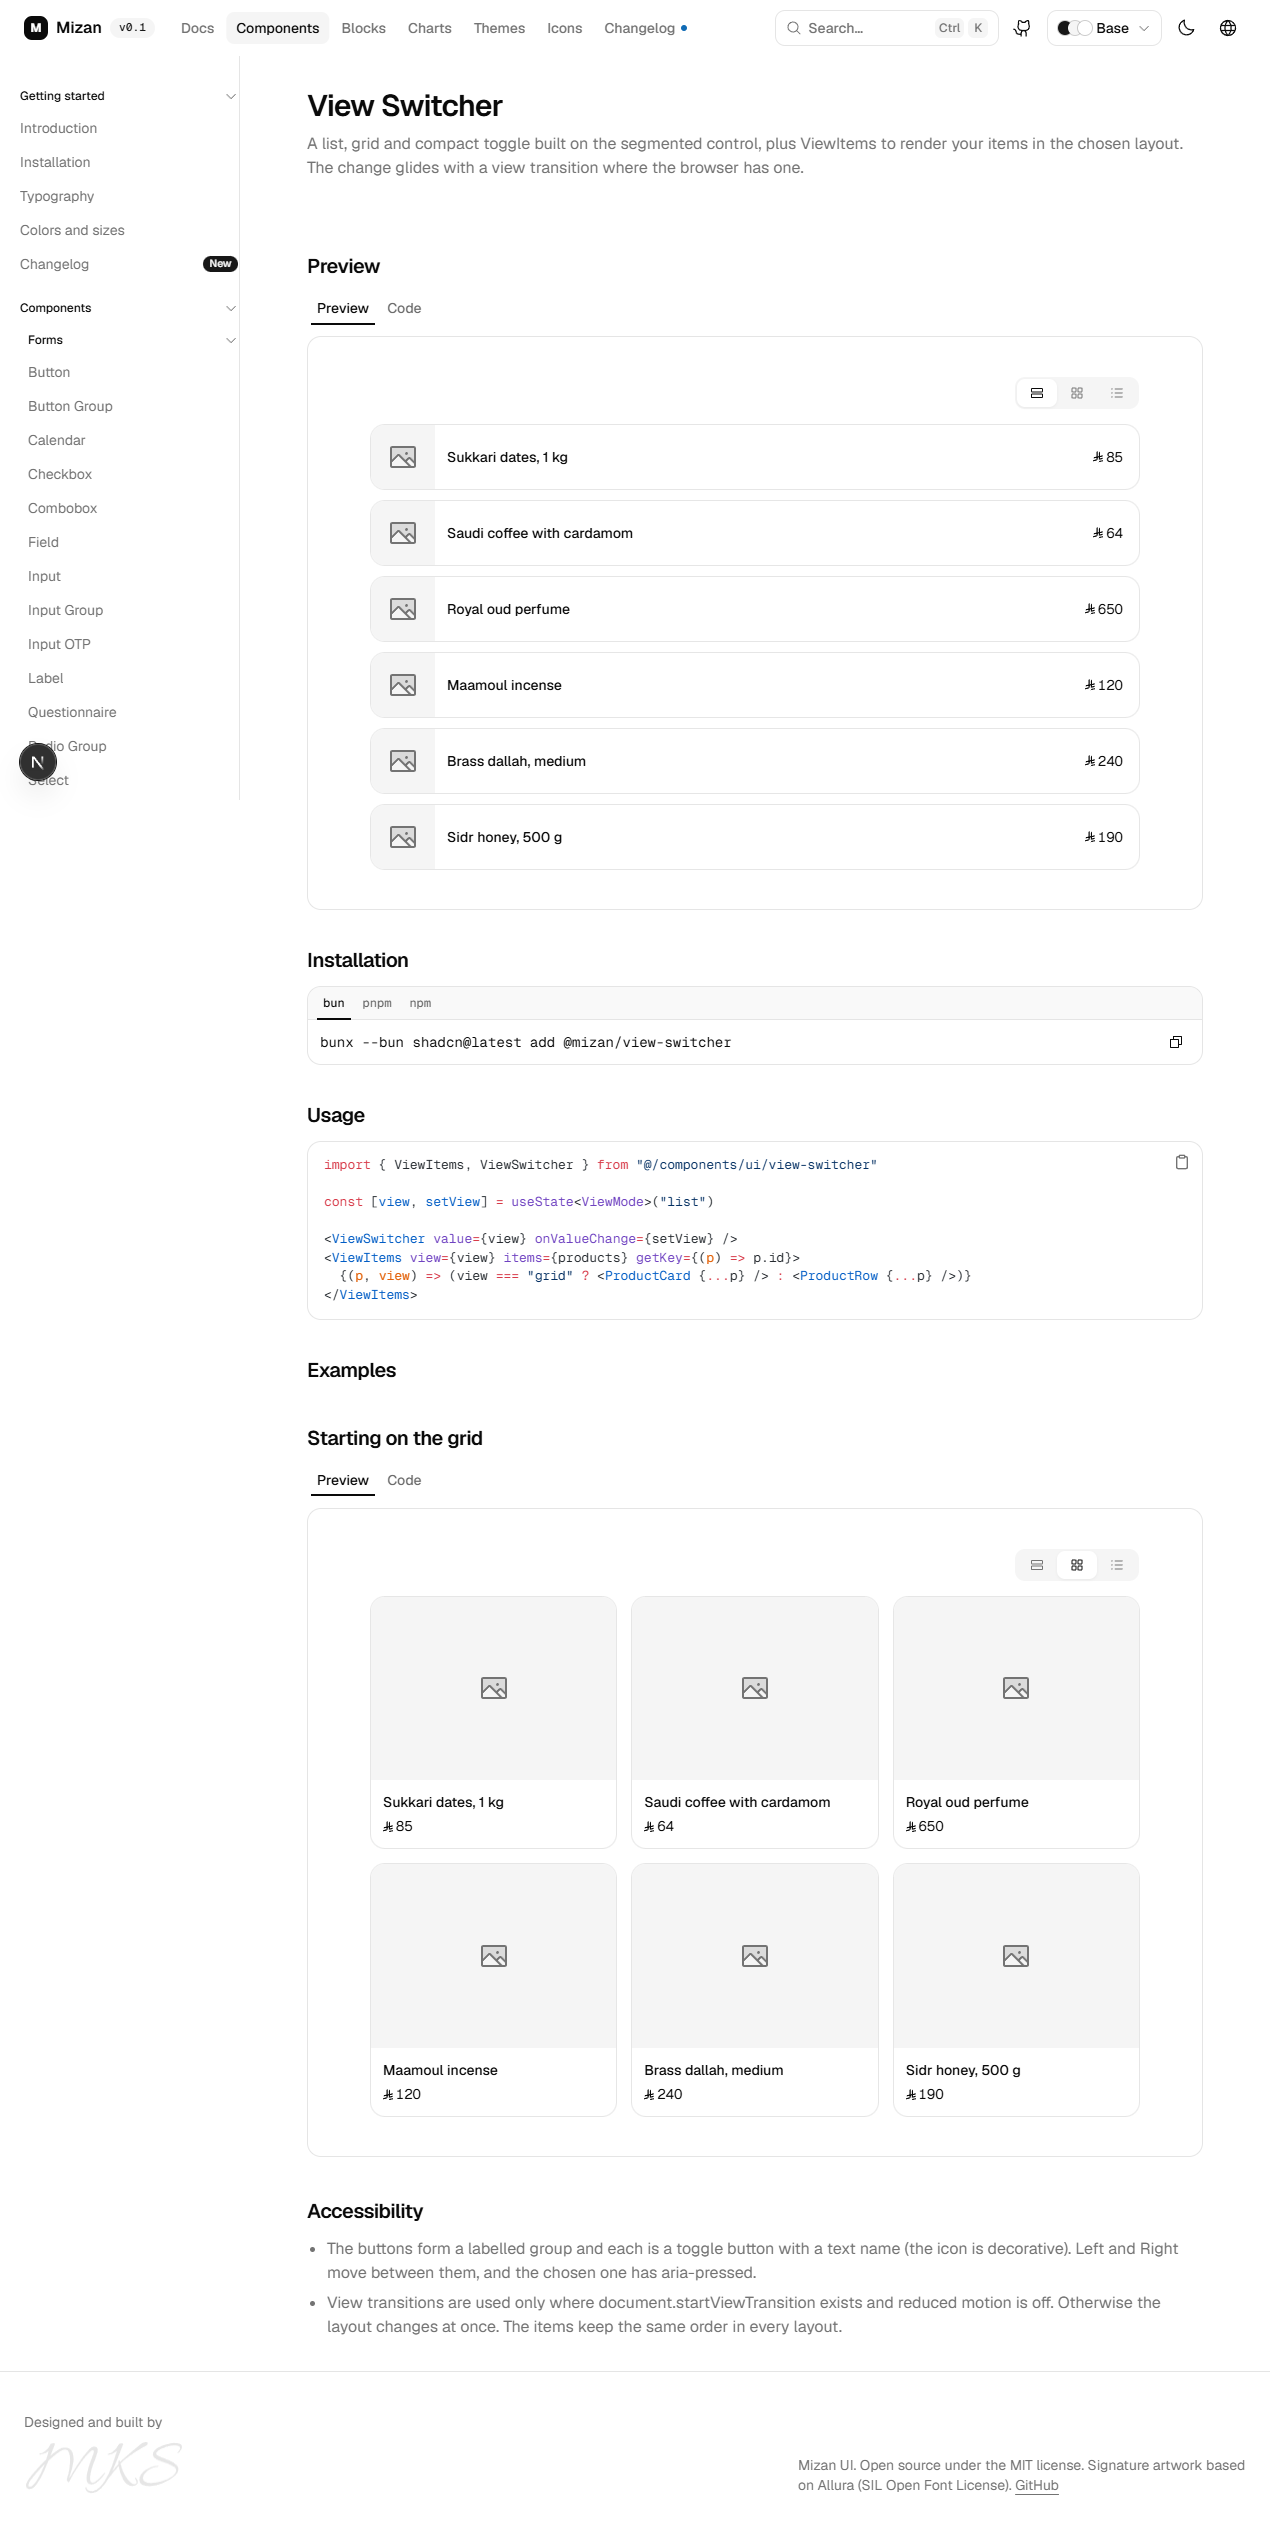 M Mizan v0.1 Docs Components Blocks Charts Themes Icons Changelog Search... Ctrl K Base
Getting started
Introduction
Installation
Typography
Colors and sizes
Changelog New
Components
Forms
Button
Button Group
Calendar
Checkbox
Combobox
Field
Input
Input Group
Input OTP
Label
Questionnaire
Radio Group
Select
View Switcher
A list, grid and compact toggle built on the segmented control, plus ViewItems to render your items in the chosen layout.
The change glides with a view transition where the browser has one.
Preview
Preview Code
Sukkari dates, 1 kg 85
Saudi coffee with cardamom 64
Royal oud perfume 650
Maamoul incense 120
Brass dallah, medium 240
Sidr honey, 500 g 190
Installation
bun pnpm npm
bunx --bun shadcn@latest add @mizan/view-switcher
Usage
import { ViewItems, ViewSwitcher } from "@/components/ui/view-switcher"
const [view, setView] = useState<ViewMode>("list")
<ViewSwitcher value={view} onValueChange={setView} />
<ViewItems view={view} items={products} getKey={(p) => p.id}>
{(p, view) => (view === "grid" ? <ProductCard {...p} /> : <ProductRow {...p} />)}
</ViewItems>
Examples
Starting on the grid
Preview Code
Sukkari dates, 1 kg Saudi coffee with cardamom Royal oud perfume
85 64 650
Maamoul incense Brass dallah, medium Sidr honey, 500 g
120 240 190
Accessibility
• The buttons form a labelled group and each is a toggle button with a text name (the icon is decorative). Left and Right
move between them, and the chosen one has aria-pressed.
• View transitions are used only where document.startViewTransition exists and reduced motion is off. Otherwise the
layout changes at once. The items keep the same order in every layout.
Designed and built by
MKS
Mizan UI. Open source under the MIT license. Signature artwork based
on Allura (SIL Open Font License). GitHub